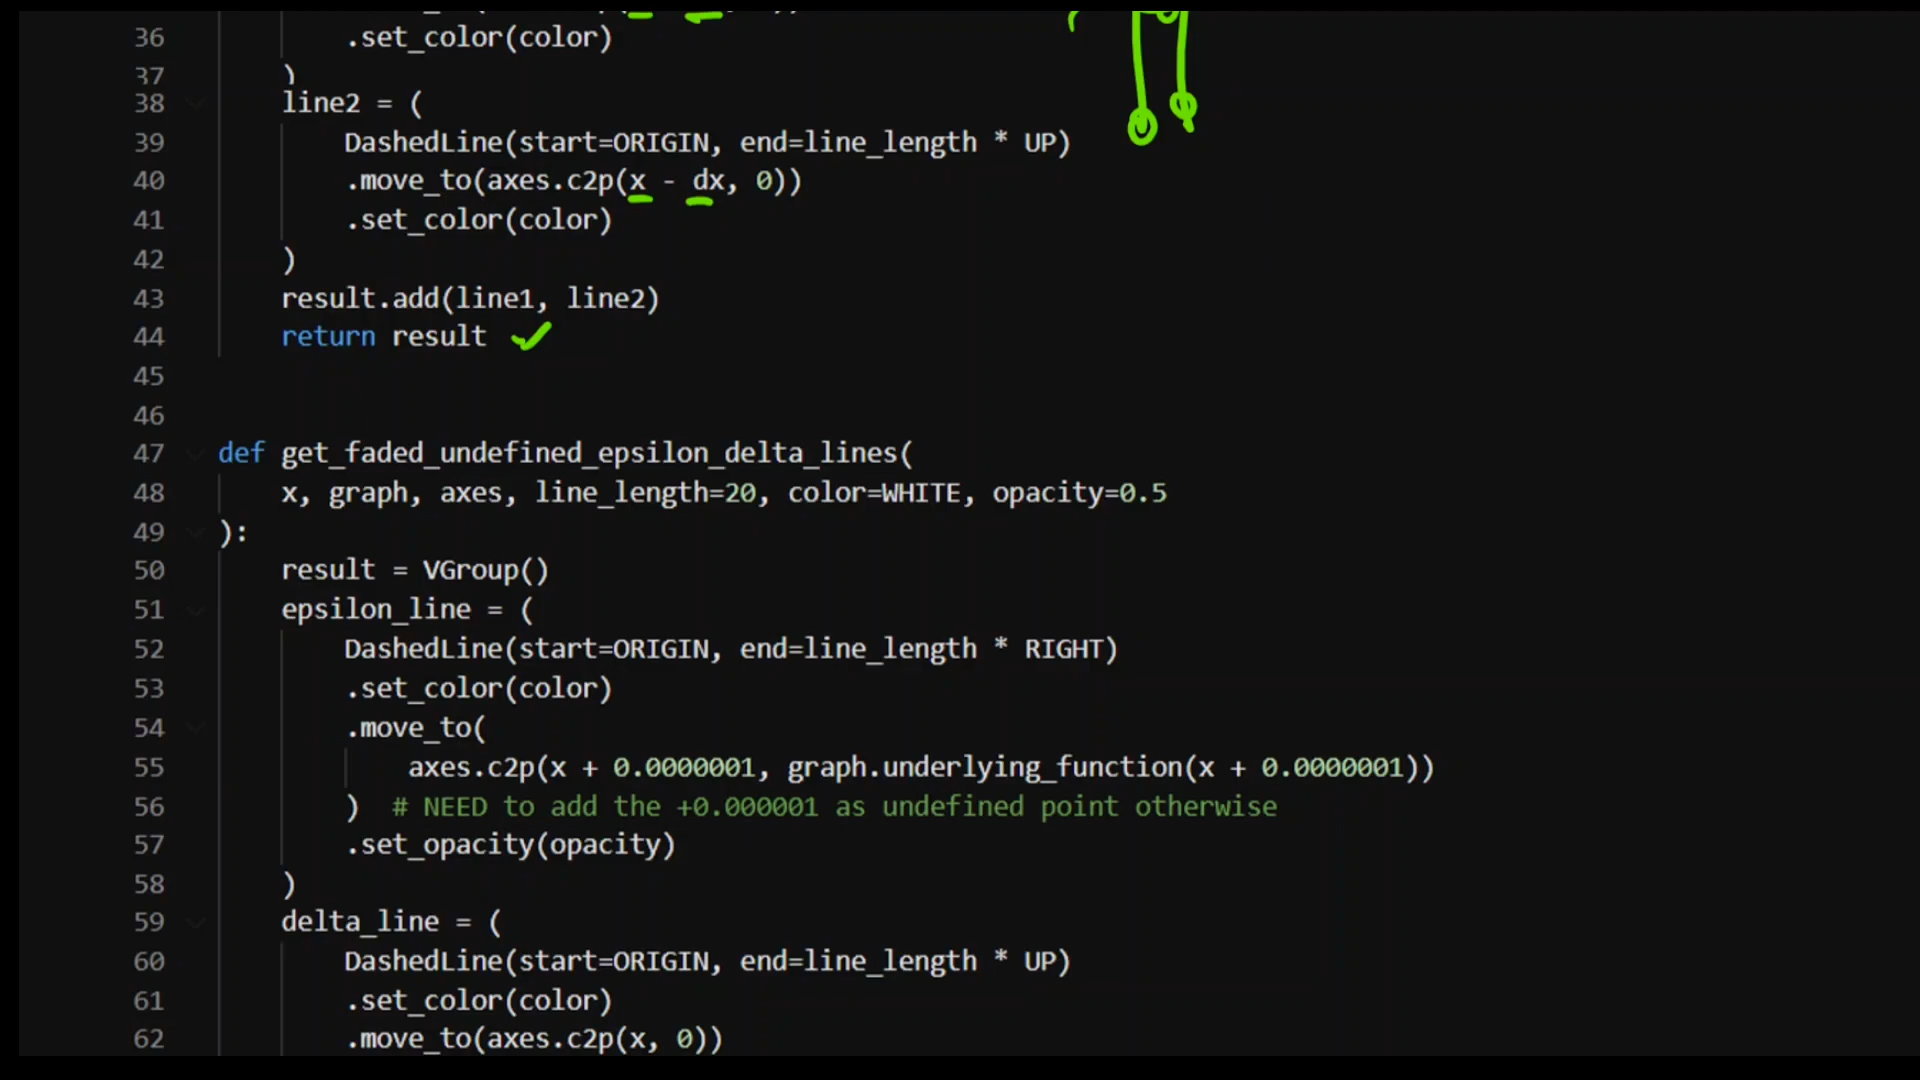 36 .set_color(color)
37 )
38 line2 = (
39 DashedLine(start=ORIGIN, end=line_length * UP)
40 .move_to(axes.c2p(x - dx, 0))
41 .set_color(color)
42 )
43 result.add(line1, line2)
44 return result
45
46
47 def get_faded_undefined_epsilon_delta_lines(
48 x, graph, axes, line_length=20, color=WHITE, opacity=0.5
49 ):
50 result = VGroup()
51 epsilon_line = (
52 DashedLine(start=ORIGIN, end=line_length * RIGHT)
53 .set_color(color)
54 .move_to(
55 axes.c2p(x + 0.0000001, graph.underlying_function(x + 0.0000001))
56 ) # NEED to add the +0.000001 as undefined point otherwise
57 .set_opacity(opacity)
58 )
59 delta_line = (
60 DashedLine(start=ORIGIN, end=line_length * UP)
61 .set_color(color)
62 .move_to(axes.c2p(x, 0))